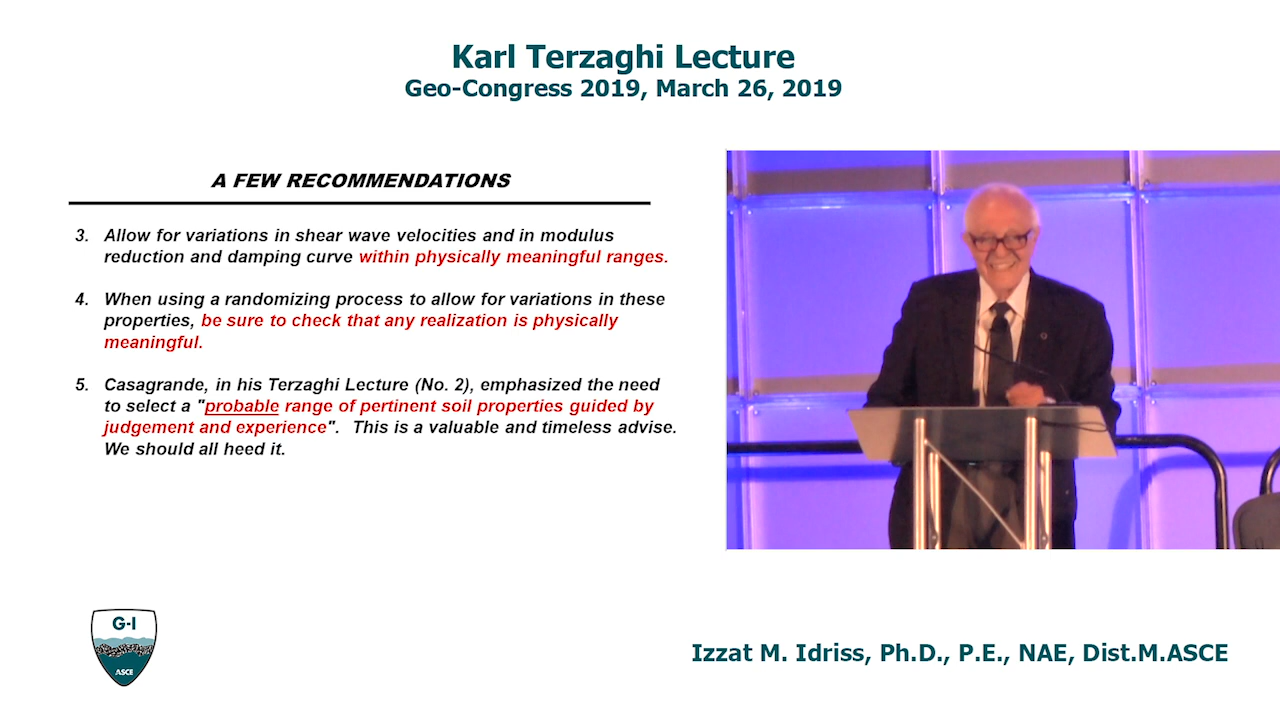 Karl Terzaghi Lecture
Geo-Congress 2019, March 26, 2019
A FEW RECOMMENDATIONS
3. Allow for variations in shear wave velocities and in modulus
reduction and damping curve within physically meaningful ranges.
4. When using a randomizing process to allow for variations in these
properties, be sure to check that any realization is physically
meaningful.
5. Casagrande, in his Terzaghi Lecture (No. 2), emphasized the need
to select a "probable range of pertinent soil properties guided by
judgement and experience". This is a valuable and timeless advise.
We should all heed it.
G-I
ASCE
Izzat M. Idriss, Ph.D., P.E., NAE, Dist.M.ASCE